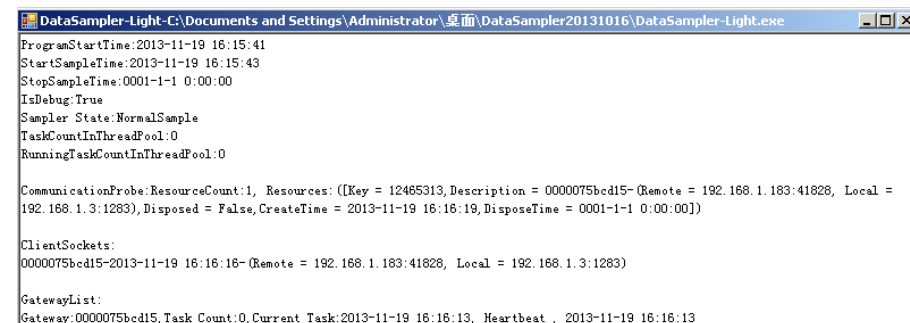 DataSampler-Light-C:\Documents and Settings\Administrator\桌面\DataSampler20131016\DataSampler-Light.exe
ProgramStartTime:2013-11-19 16:15:41
StartSampleTime:2013-11-19 16:15:43
StopSampleTime:0001-1-1 0:00:00
IsDebug:True
Sampler State:NormalSample
TaskCountInThreadPool:0
RunningTaskCountInThreadPool:0
CommunicationProbe:ResourceCount:1, Resources:([Key = 12465313,Description = 0000075bcd15-(Remote = 192.168.1.183:41828, Local =
192.168.1.3:1283),Disposed = False,CreateTime = 2013-11-19 16:16:19,DisposeTime = 0001-1-1 0:00:00])
ClientSockets:
0000075bcd15-2013-11-19 16:16:16-(Remote = 192.168.1.183:41828, Local = 192.168.1.3:1283)
GatewayList:
Gateway:0000075bcd15,Task Count:0,Current Task:2013-11-19 16:16:13, Heartbeat , 2013-11-19 16:16:13